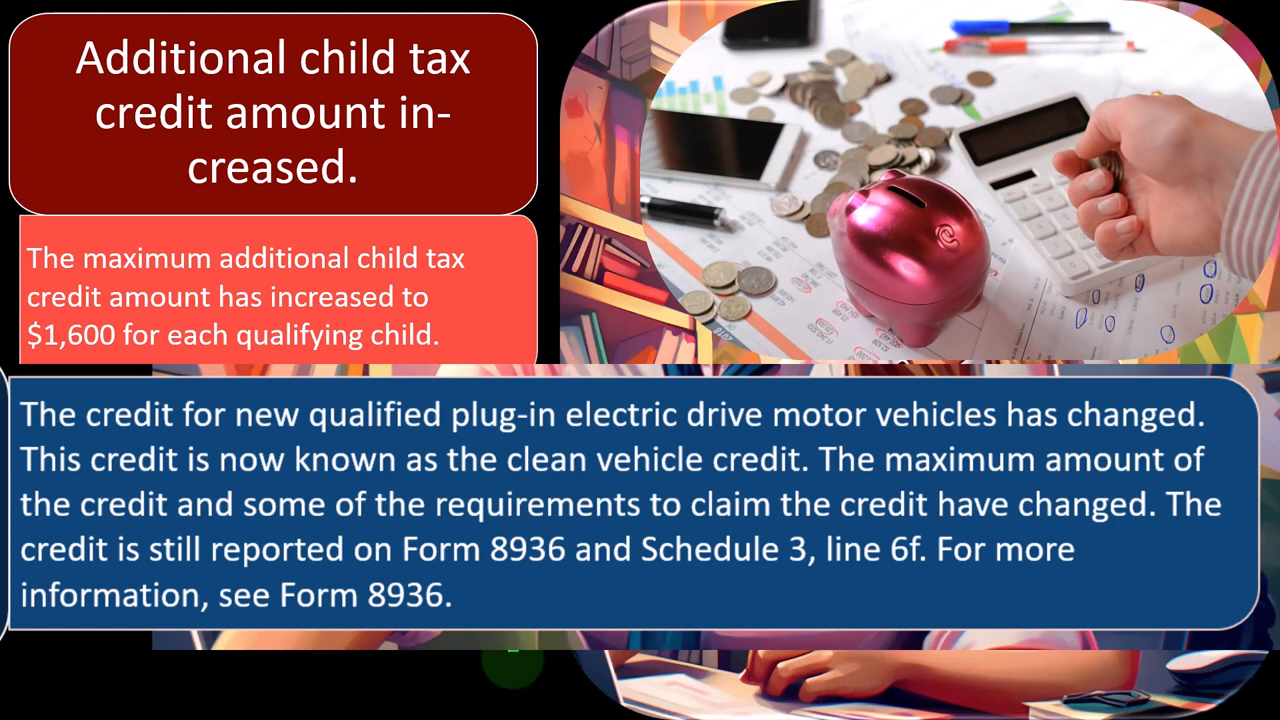 Additional child tax
credit amount in-
creased.
The maximum additional child tax
credit amount has increased to
$1,600 for each qualifying child.
The credit for new qualified plug-in electric drive motor vehicles has changed.
This credit is now known as the clean vehicle credit. The maximum amount of
the credit and some of the requirements to claim the credit have changed. The
credit is still reported on Form 8936 and Schedule 3, line 6f. For more
information, see Form 8936.